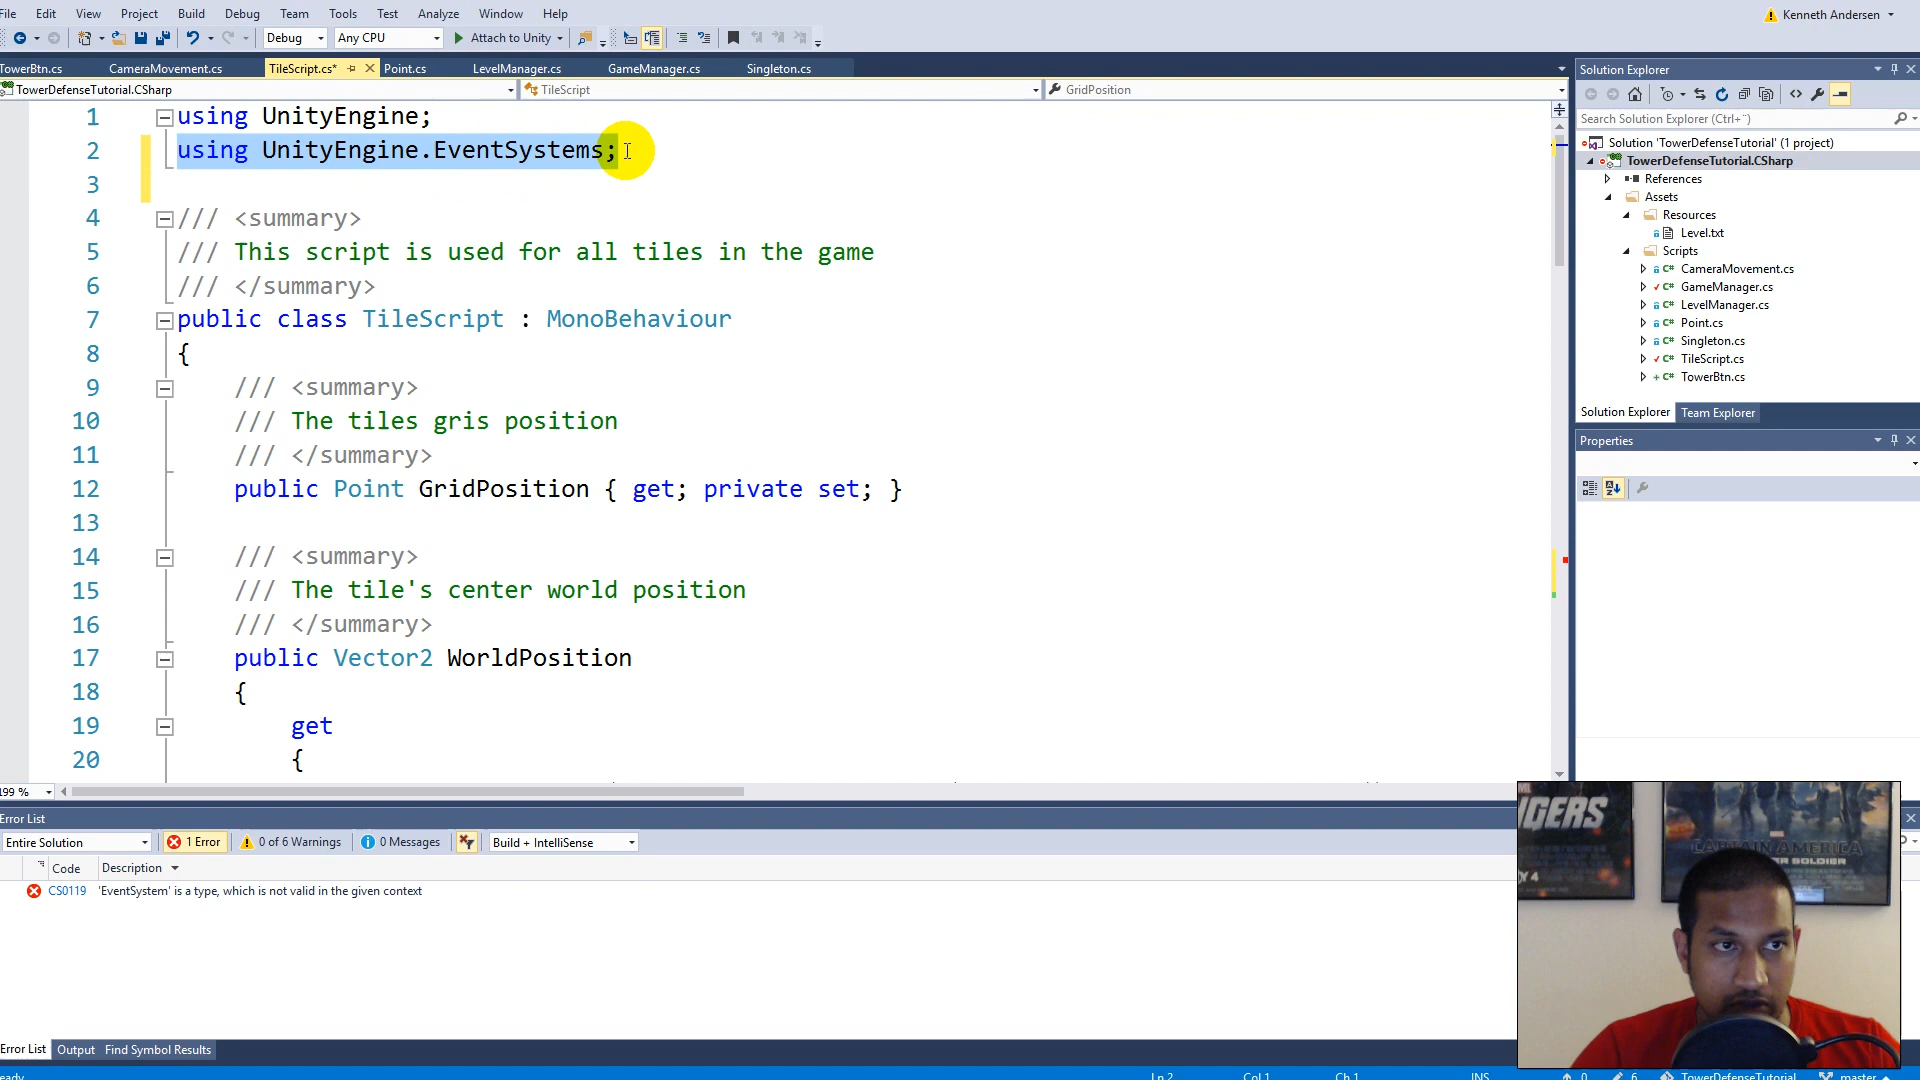 File Edit View Project Build Debug Team Tools Test Analyze Window Help
Kenneth Andersen
Debug Any CPU Attach to Unity
TowerBtn.cs CameraMovement.cs TileScript.cs* Point.cs LevelManager.cs GameManager.cs Singleton.cs
TowerDefenseTutorial.CSharp TileScript GridPosition
1 using UnityEngine;
2 using UnityEngine.EventSystems;
3
4 /// <summary>
5 /// This script is used for all tiles in the game
6 /// </summary>
7 public class TileScript : MonoBehaviour
8 {
9 /// <summary>
10 /// The tiles gris position
11 /// </summary>
12 public Point GridPosition { get; private set; }
13
14 /// <summary>
15 /// The tile's center world position
16 /// </summary>
17 public Vector2 WorldPosition
18 {
19 get
20 {
199 %
Solution Explorer
Search Solution Explorer (Ctrl+¨)
Solution 'TowerDefenseTutorial' (1 project)
TowerDefenseTutorial.CSharp
References
Assets
Resources
Level.txt
Scripts
CameraMovement.cs
GameManager.cs
LevelManager.cs
Point.cs
Singleton.cs
TileScript.cs
TowerBtn.cs
Solution Explorer Team Explorer
Properties
Error List
Entire Solution 1 Error 0 of 6 Warnings 0 Messages Build + IntelliSense
Code Description
CS0119 'EventSystem' is a type, which is not valid in the given context
Error List Output Find Symbol Results
Ln 2 Col 1 Ch 1 INS 0 6 TowerDefenseTutorial master
NGERS
Y 4
CAPTAIN AMERICA